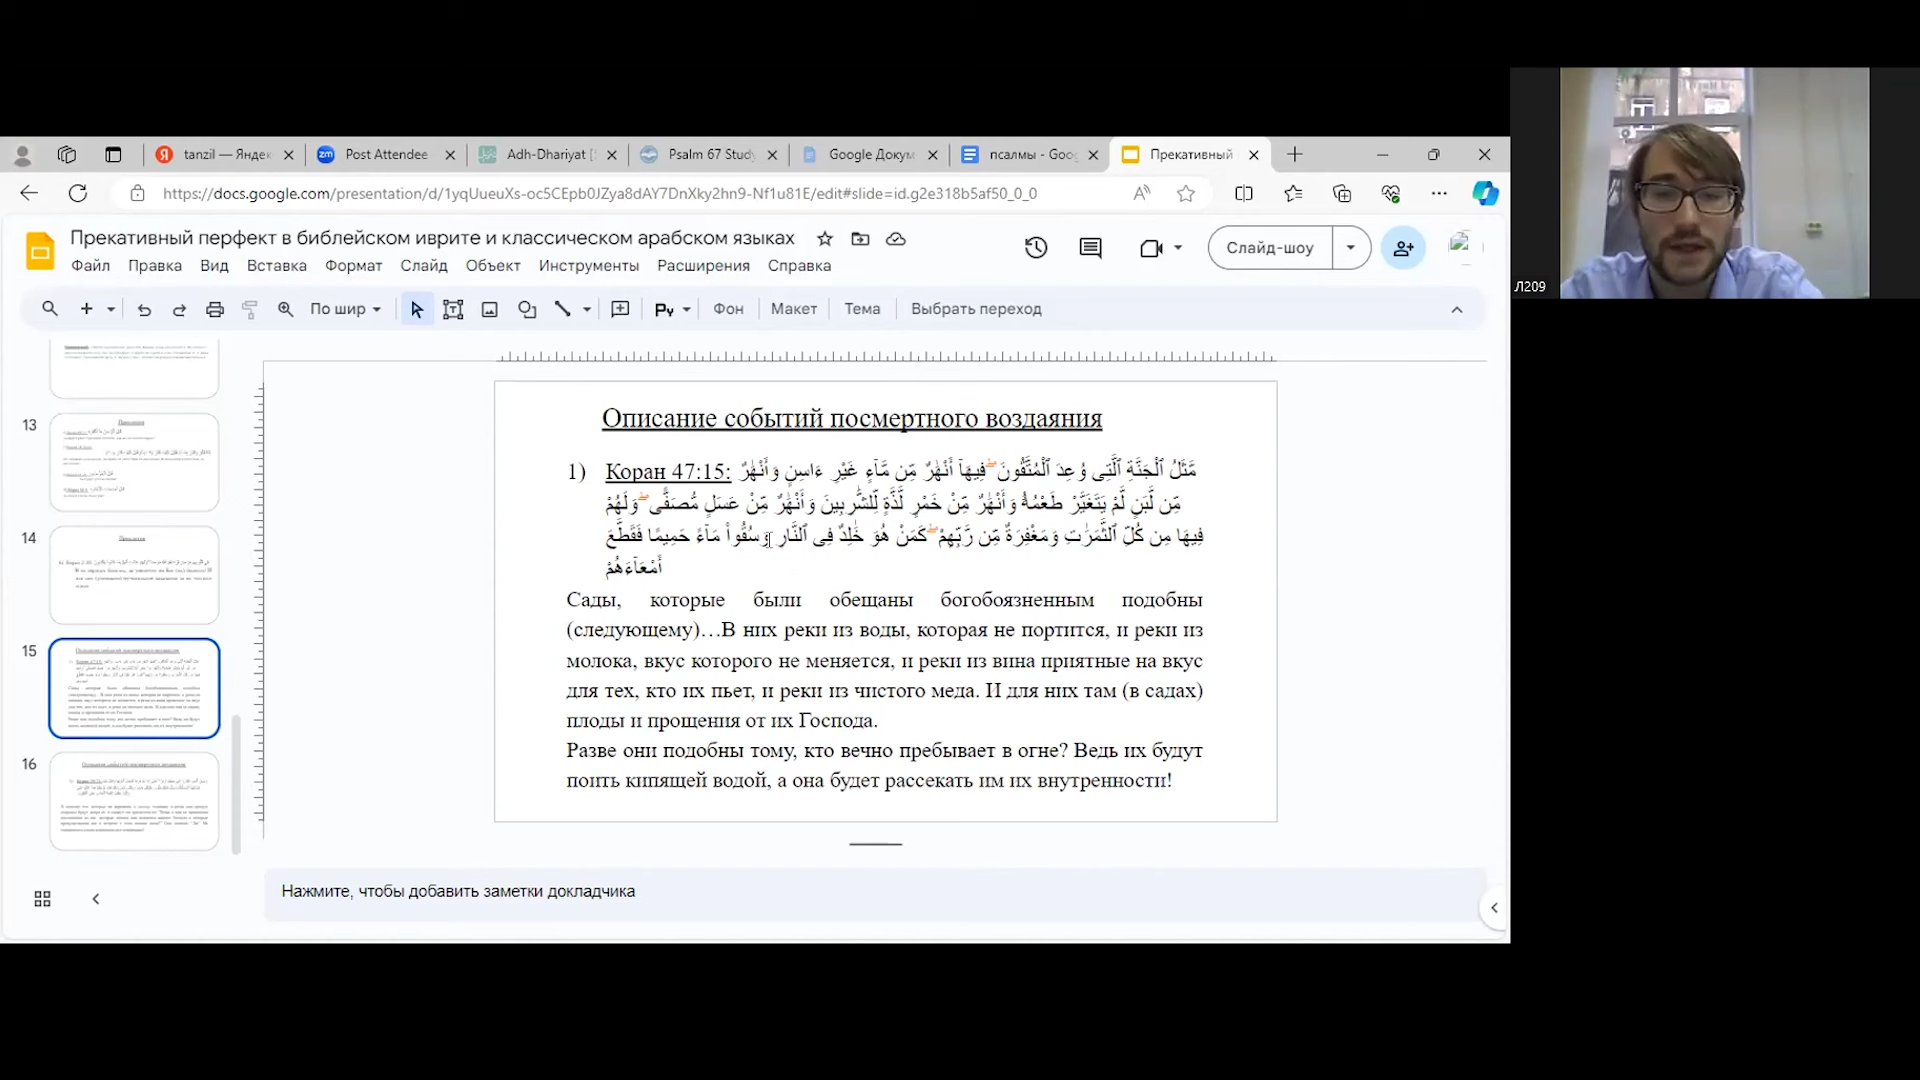 tanzil — Яндек
Post Attendee
Adh-Dhariyat [
Psalm 67 Stud
Google Докум
псалмы - Goog
Прекативный
https://docs.google.com/presentation/d/1yqUueuXs-oc5CEpb0JZya8dAY7DnXky2hn9-Nf1u81E/edit#slide=id.g2e318b5af50_0_0
Прекативный перфект в библейском иврите и классическом арабском языках
Файл Правка Вид Вставка Формат Слайд Объект Инструменты Расширения Справка
Слайд-шоу
По шир
Фон Макет Тема Выбрать переход
13
14
15
16
Описание событий посмертного воздаяния
1) Коран 47:15: مَّثَلُ ٱلْجَنَّةِ ٱلَّتِى وُعِدَ ٱلْمُتَّقُونَ ۖ فِيهَآ أَنْهَٰرٌ مِّن مَّآءٍ غَيْرِ ءَاسِنٍ وَأَنْهَٰرٌ
مِّن لَّبَنٍ لَّمْ يَتَغَيَّرْ طَعْمُهُۥ وَأَنْهَٰرٌ مِّنْ خَمْرٍ لَّذَّةٍ لِّلشَّٰرِبِينَ وَأَنْهَٰرٌ مِّنْ عَسَلٍ مُّصَفًّى ۖ وَلَهُمْ
فِيهَا مِن كُلِّ ٱلثَّمَرَٰتِ وَمَغْفِرَةٌ مِّن رَّبِّهِمْ ۖ كَمَنْ هُوَ خَٰلِدٌ فِى ٱلنَّارِ وَسُقُوا۟ مَآءً حَمِيمًا فَقَطَّعَ
أَمْعَآءَهُمْ
Сады, которые были обещаны богобоязненным подобны
(следующему)…В них реки из воды, которая не портится, и реки из
молока, вкус которого не меняется, и реки из вина приятные на вкус
для тех, кто их пьет, и реки из чистого меда. И для них там (в садах)
плоды и прощения от их Господа.
Разве они подобны тому, кто вечно пребывает в огне? Ведь их будут
поить кипящей водой, а она будет рассекать им их внутренности!
Нажмите, чтобы добавить заметки докладчика
Л209